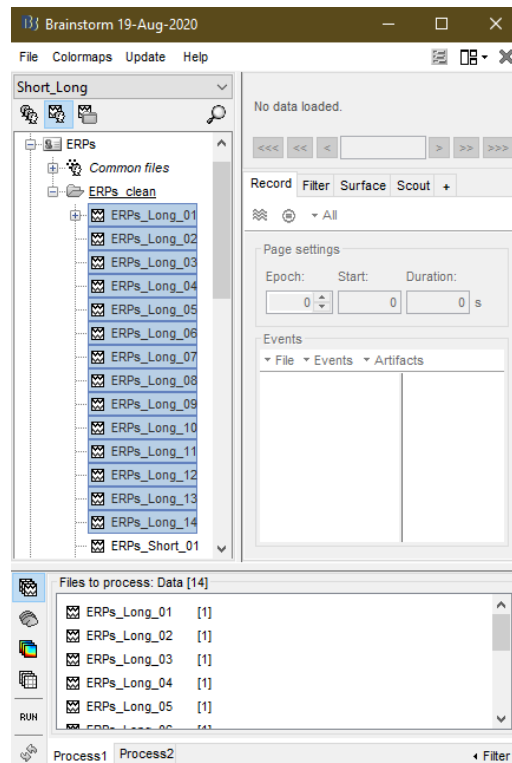 Brainstorm 19-Aug-2020
File Colormaps Update Help
Short_Long
ERPs
Common files
ERPs_clean
ERPs_Long_01
ERPs_Long_02
ERPs_Long_03
ERPs_Long_04
ERPs_Long_05
ERPs_Long_06
ERPs_Long_07
ERPs_Long_08
ERPs_Long_09
ERPs_Long_10
ERPs_Long_11
ERPs_Long_12
ERPs_Long_13
ERPs_Long_14
ERPs_Short_01
No data loaded.
<<< << < > >> >>>
Record Filter Surface Scout +
All
Page settings
Epoch: Start: Duration:
0 0 0 s
Events
File Events Artifacts
Files to process: Data [14]
ERPs_Long_01 [1]
ERPs_Long_02 [1]
ERPs_Long_03 [1]
ERPs_Long_04 [1]
ERPs_Long_05 [1]
RUN
Process1 Process2 Filter